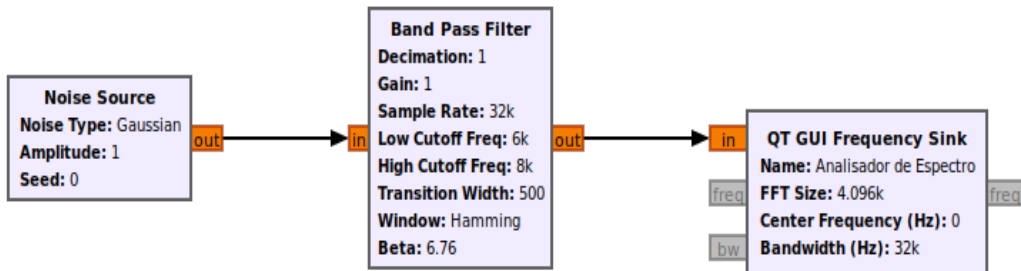 Noise Source
Noise Type: Gaussian
Amplitude: 1
Seed: 0
out
Band Pass Filter
Decimation: 1
Gain: 1
Sample Rate: 32k
Low Cutoff Freq: 6k
High Cutoff Freq: 8k
Transition Width: 500
Window: Hamming
Beta: 6.76
in
out
QT GUI Frequency Sink
Name: Analisador de Espectro
FFT Size: 4.096k
Center Frequency (Hz): 0
Bandwidth (Hz): 32k
in
freq
bw
freq